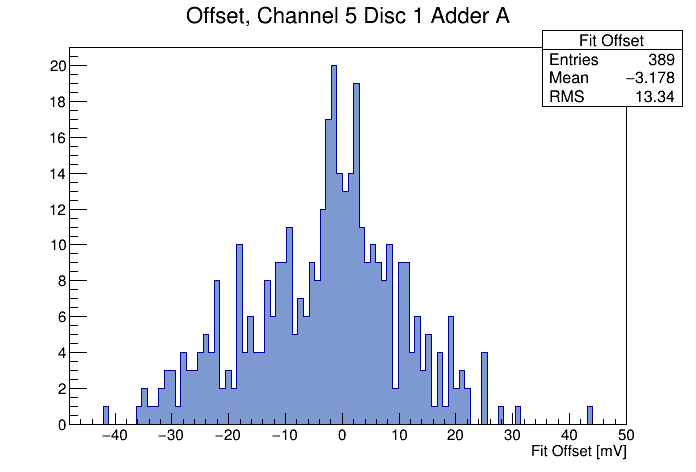 Offset, Channel 5 Disc 1 Adder A
Fit Offset
Entries 389
Mean −3.178
RMS 13.34
20
18
16
14
12
10
8
6
4
2
0
−40 −30 −20 −10 0 10 20 30 40 50
Fit Offset [mV]